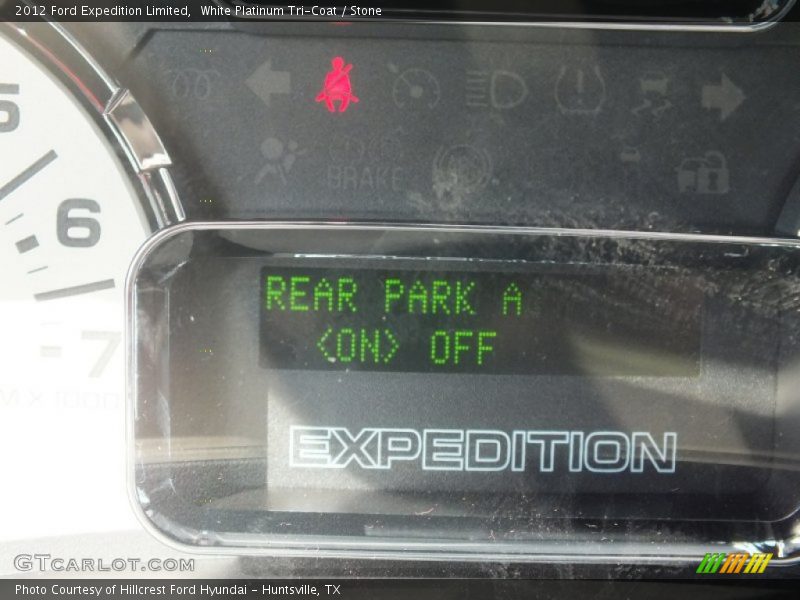 2012 Ford Expedition Limited, White Platinum Tri-Coat / Stone
5
6
7
BRAKE
REAR PARK A
<ON> OFF
X 1000
EXPEDITION
GTCARLOT.COM
Photo Courtesy of Hillcrest Ford Hyundai - Huntsville, TX